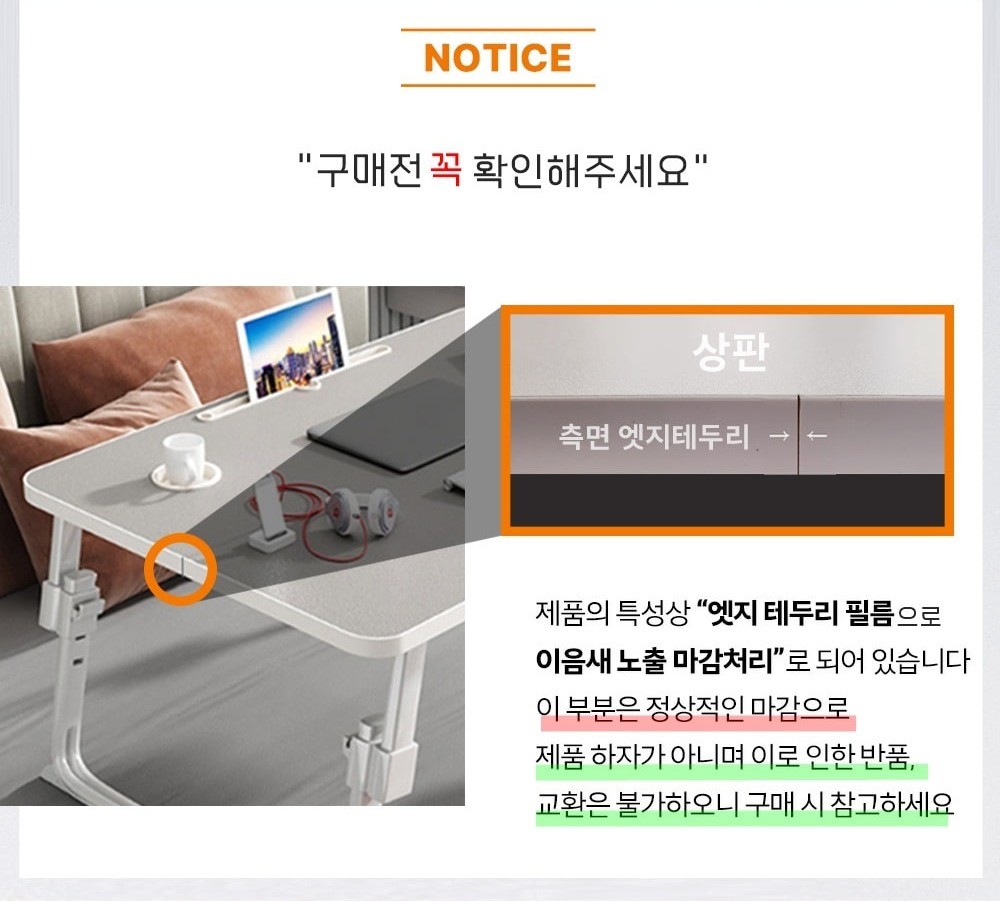 NOTICE
"구매전 꼭 확인해주세요"
상판
측면 엣지테두리 → ←
제품의 특성상 “엣지 테두리 필름으로
이음새 노출 마감처리”로 되어 있습니다
이 부분은 정상적인 마감으로
제품 하자가 아니며 이로 인한 반품,
교환은 불가하오니 구매 시 참고하세요